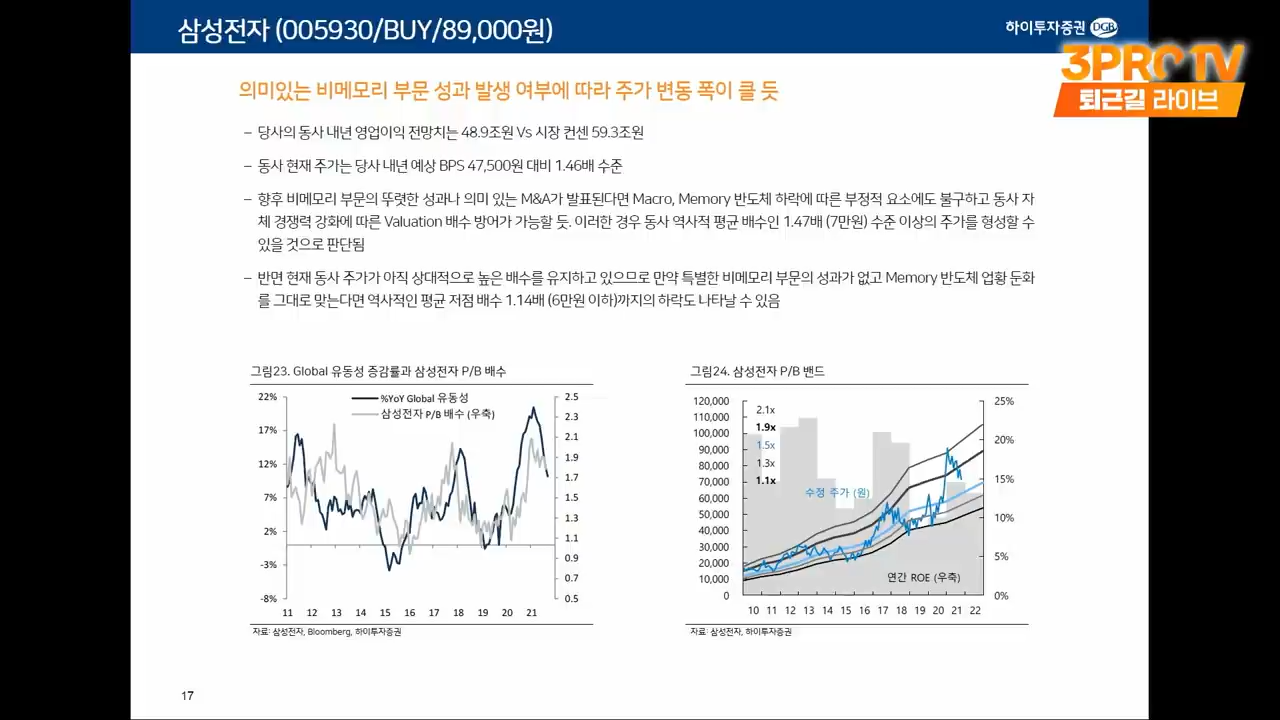 삼성전자 (005930/BUY/89,000원)
하이투자증권 DGB
3PRO TV
퇴근길 라이브
의미있는 비메모리 부문 성과 발생 여부에 따라 주가 변동 폭이 클 듯
– 당사의 동사 내년 영업이익 전망치는 48.9조원 Vs 시장 컨센 59.3조원
– 동사 현재 주가는 당사 내년 예상 BPS 47,500원 대비 1.46배 수준
– 향후 비메모리 부문의 뚜렷한 성과나 의미 있는 M&A가 발표된다면 Macro, Memory 반도체 하락에 따른 부정적 요소에도 불구하고 동사 자
체 경쟁력 강화에 따른 Valuation 배수 방어가 가능할 듯. 이러한 경우 동사 역사적 평균 배수인 1.47배 (7만원) 수준 이상의 주가를 형성할 수
있을 것으로 판단됨
– 반면 현재 동사 주가가 아직 상대적으로 높은 배수를 유지하고 있으므로 만약 특별한 비메모리 부문의 성과가 없고 Memory 반도체 업황 둔화
를 그대로 맞는다면 역사적인 평균 저점 배수 1.14배 (6만원 이하)까지의 하락도 나타날 수 있음
그림23. Global 유동성 증감률과 삼성전자 P/B 배수
%YoY Global 유동성
삼성전자 P/B 배수 (우축)
22%
17%
12%
7%
2%
-3%
-8%
2.5
2.3
2.1
1.9
1.7
1.5
1.3
1.1
0.9
0.7
0.5
11 12 13 14 15 16 17 18 19 20 21
자료: 삼성전자, Bloomberg, 하이투자증권
그림24. 삼성전자 P/B 밴드
120,000
110,000
100,000
90,000
80,000
70,000
60,000
50,000
40,000
30,000
20,000
10,000
0
2.1x
1.9x
1.5x
1.3x
1.1x
수정 주가 (원)
연간 ROE (우축)
25%
20%
15%
10%
5%
0%
10 11 12 13 14 15 16 17 18 19 20 21 22
자료: 삼성전자, 하이투자증권
17